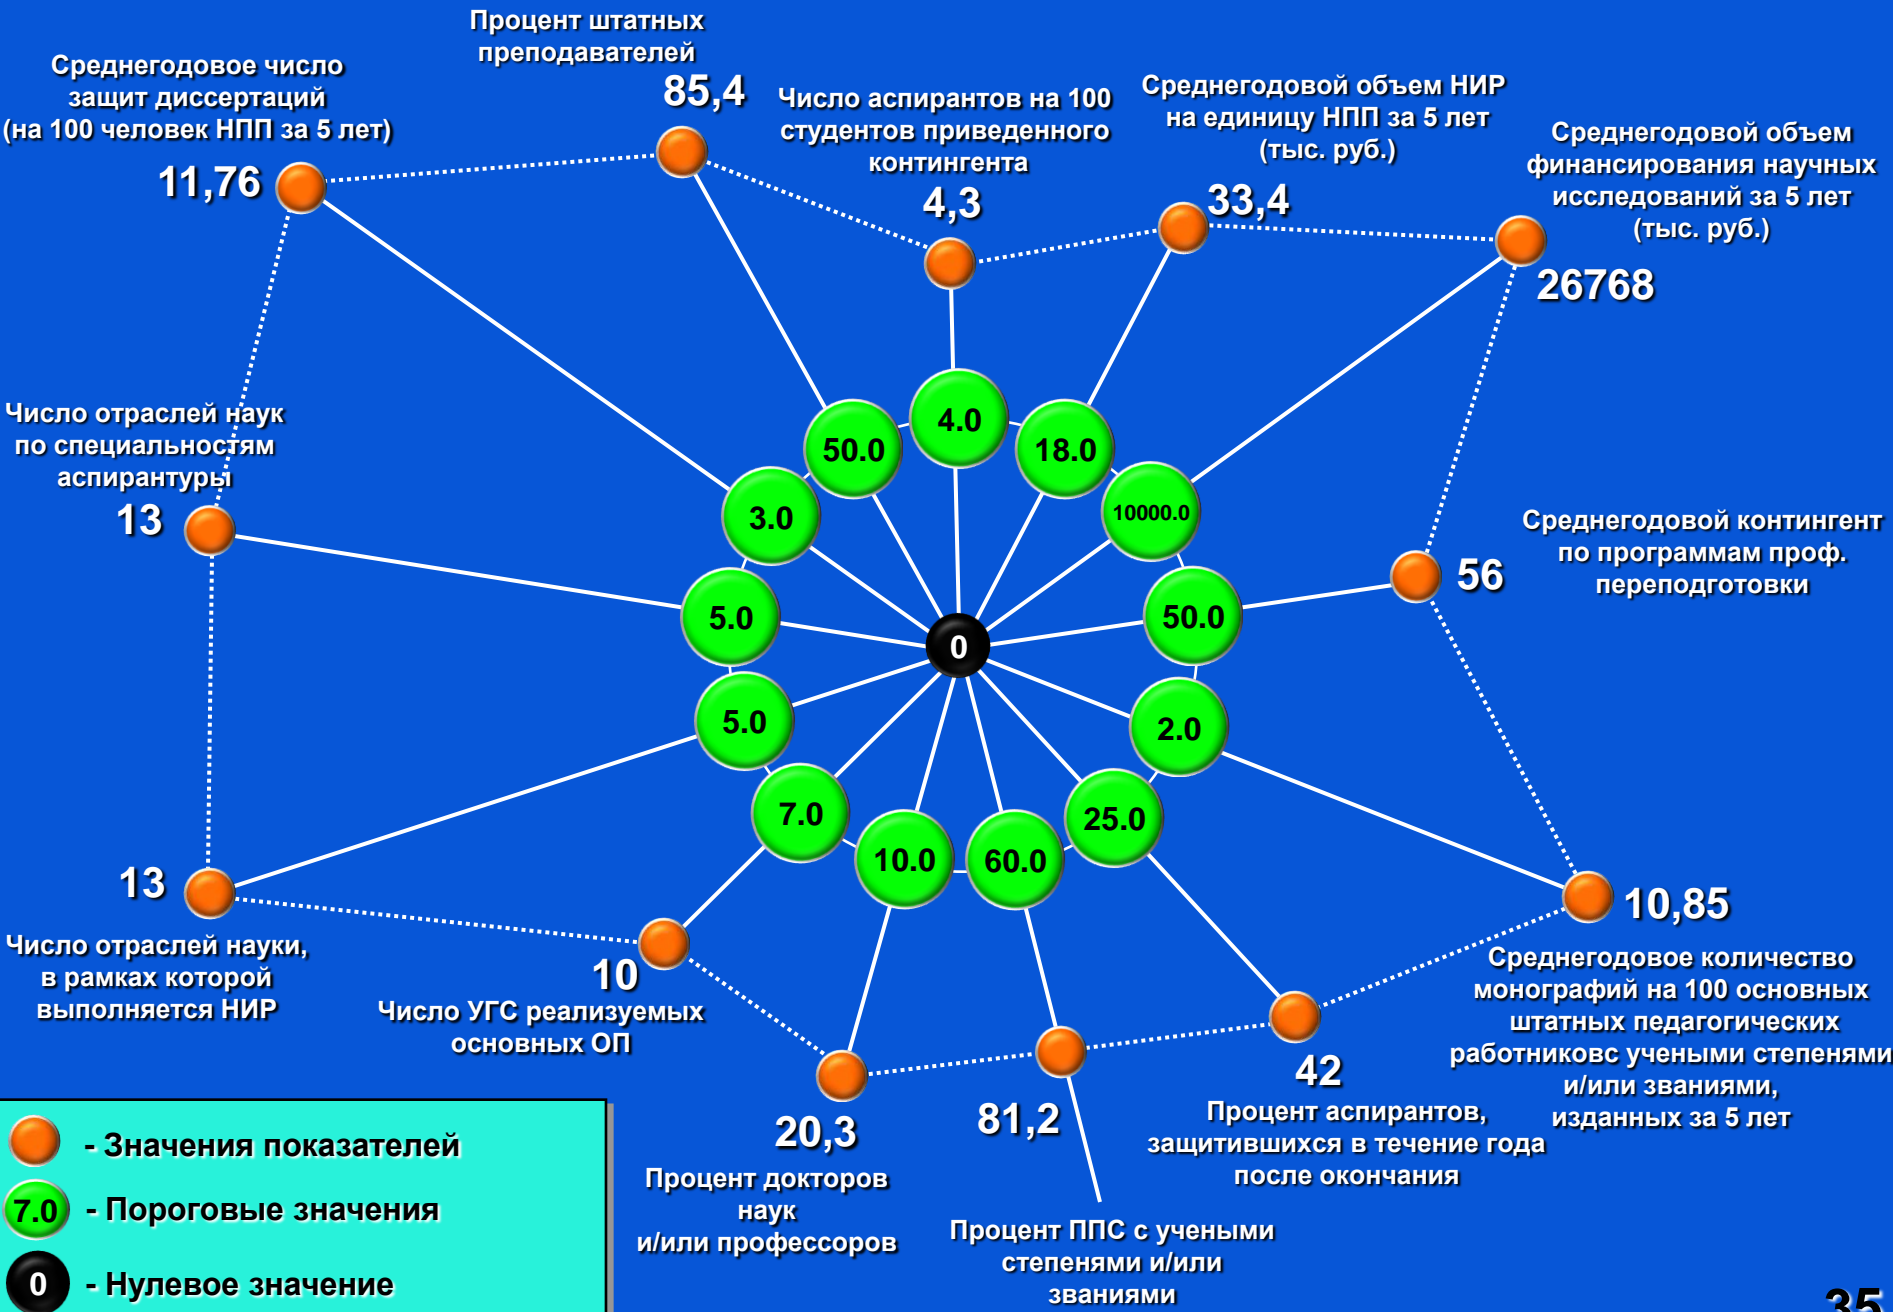 Процент штатных
преподавателей
85,4
Среднегодовое число
защит диссертаций
(на 100 человек НПП за 5 лет)
11,76
Число аспирантов на 100
студентов приведенного
контингента
4,3
Среднегодовой объем НИР
на единицу НПП за 5 лет
(тыс. руб.)
33,4
Среднегодовой объем
финансирования научных
исследований за 5 лет
(тыс. руб.)
26768
Число отраслей наук
по специальностям
аспирантуры
13
4.0
50.0
18.0
3.0
10000.0
5.0
50.0
0
5.0
2.0
7.0
25.0
10.0
60.0
Среднегодовой контингент
по программам проф.
переподготовки
56
13
Число отраслей науки,
в рамках которой
выполняется НИР
10
Число УГС реализуемых
основных ОП
10,85
Среднегодовое количество
монографий на 100 основных
штатных педагогических
работниковс учеными степенями
и/или званиями,
изданных за 5 лет
42
Процент аспирантов,
защитившихся в течение года
после окончания
81,2
Процент ППС с учеными
степенями и/или
званиями
20,3
Процент докторов
наук
и/или профессоров
- Значения показателей
7.0 - Пороговые значения
0 - Нулевое значение
35